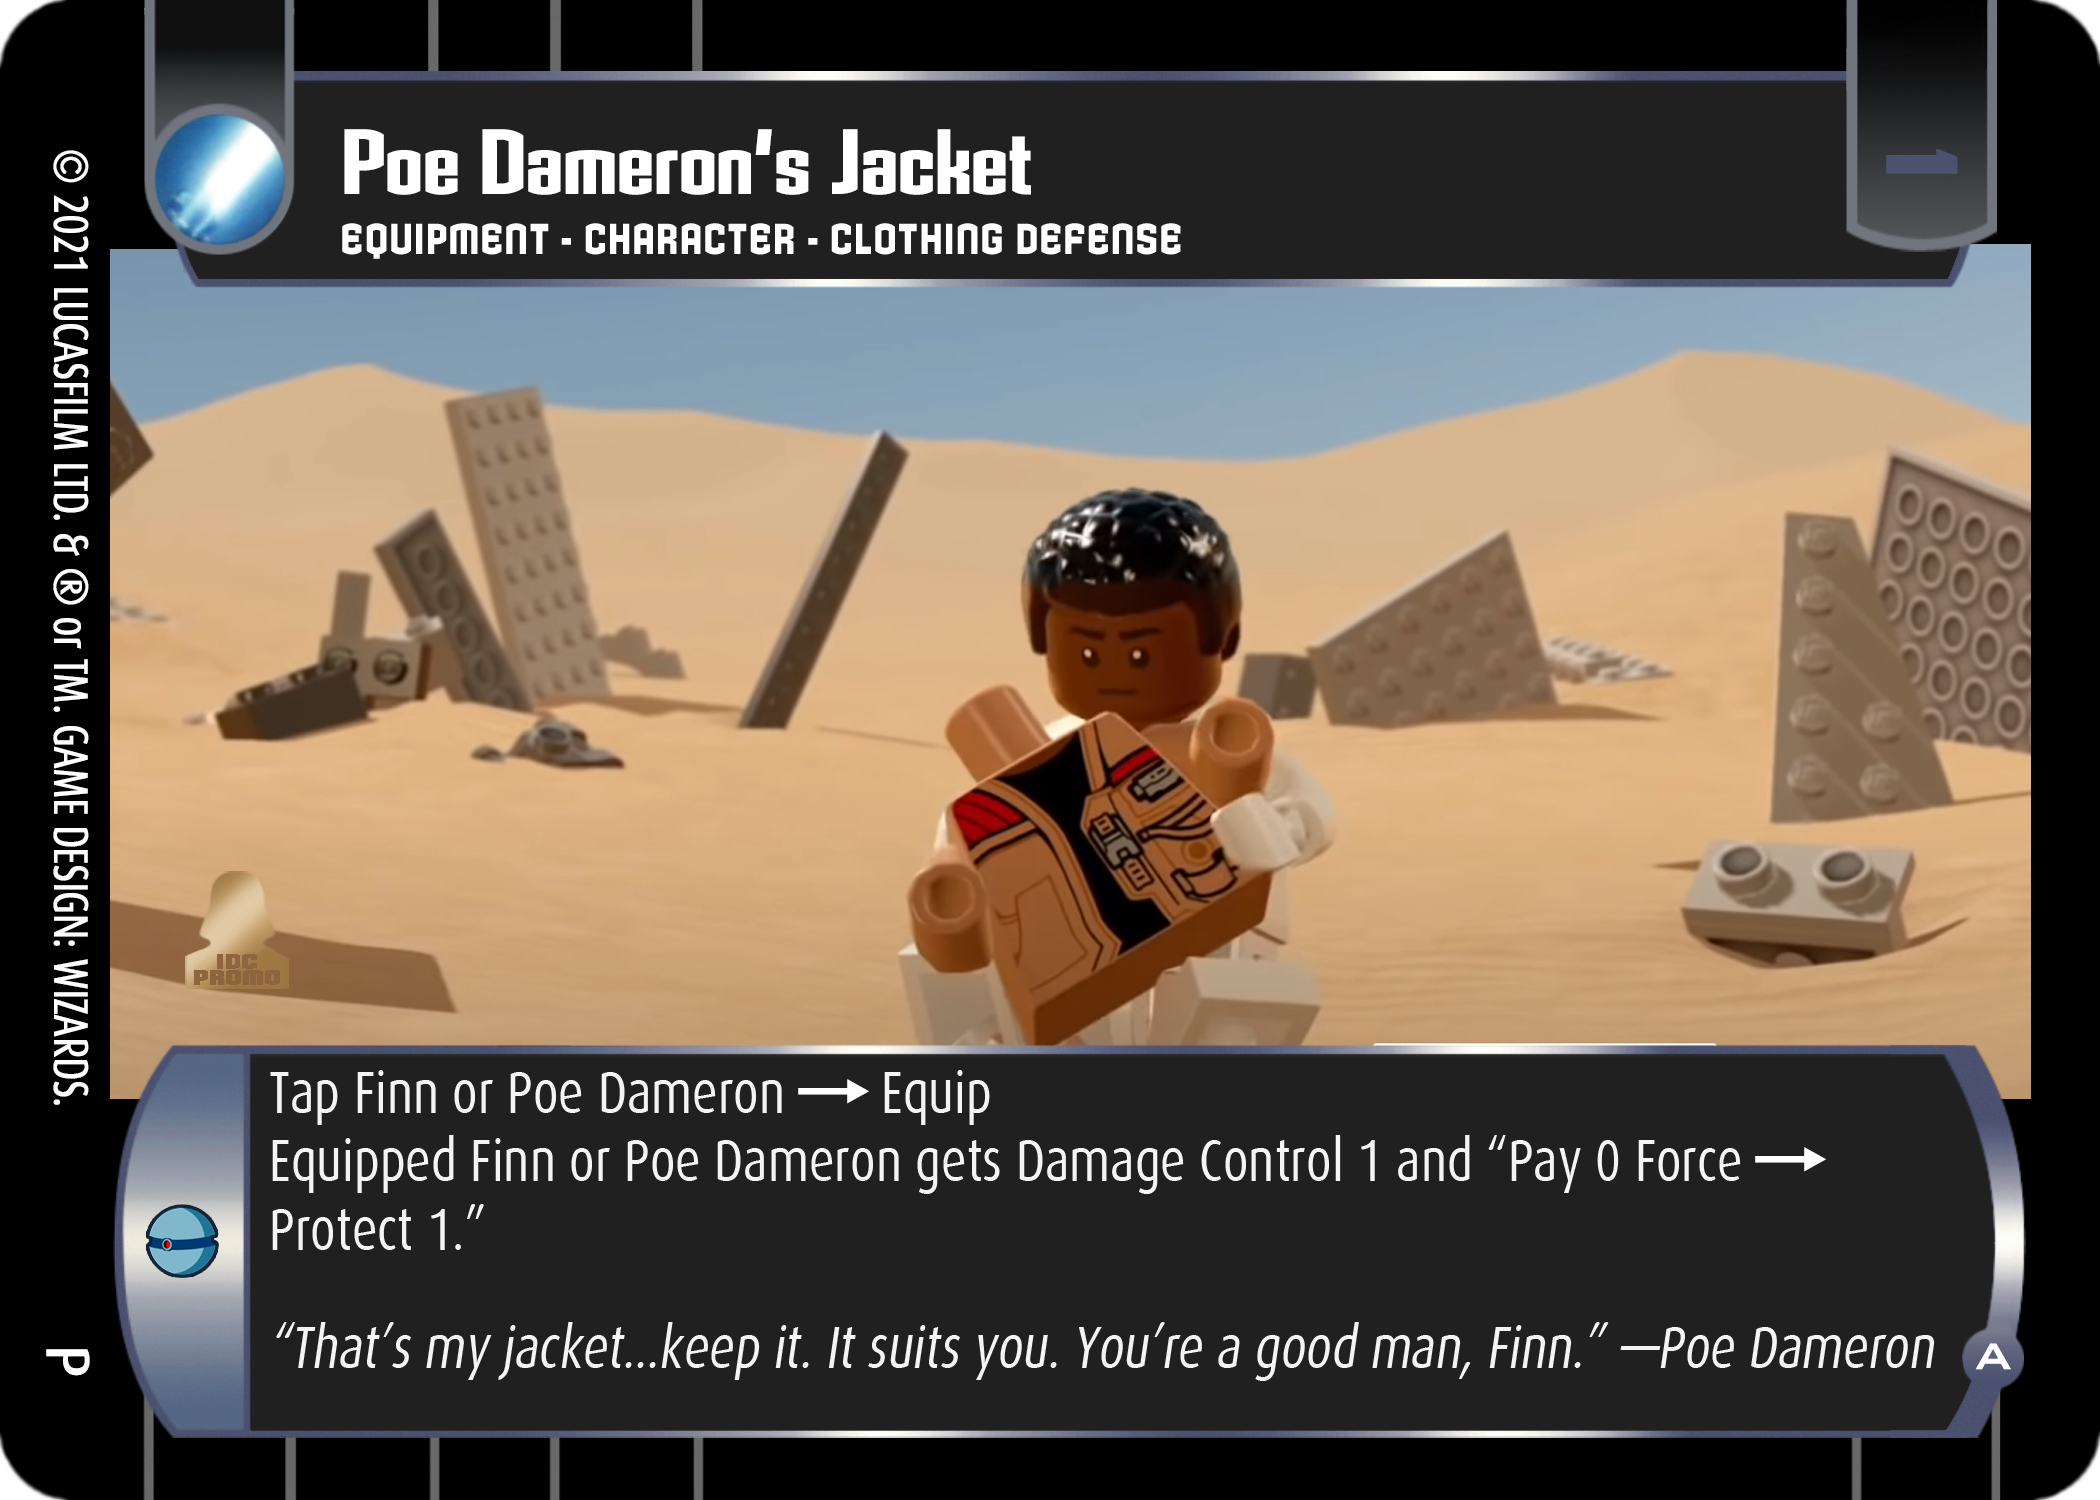 Poe Dameron's Jacket
1
EQUIPMENT - CHARACTER - CLOTHING DEFENSE
© 2021 LUCASFILM LTD. & ® or TM. GAME DESIGN: WIZARDS.
IDC
PROMO
Tap Finn or Poe Dameron → Equip
Equipped Finn or Poe Dameron gets Damage Control 1 and “Pay 0 Force →
Protect 1.”
“That’s my jacket...keep it. It suits you. You’re a good man, Finn.” —Poe Dameron
A
P